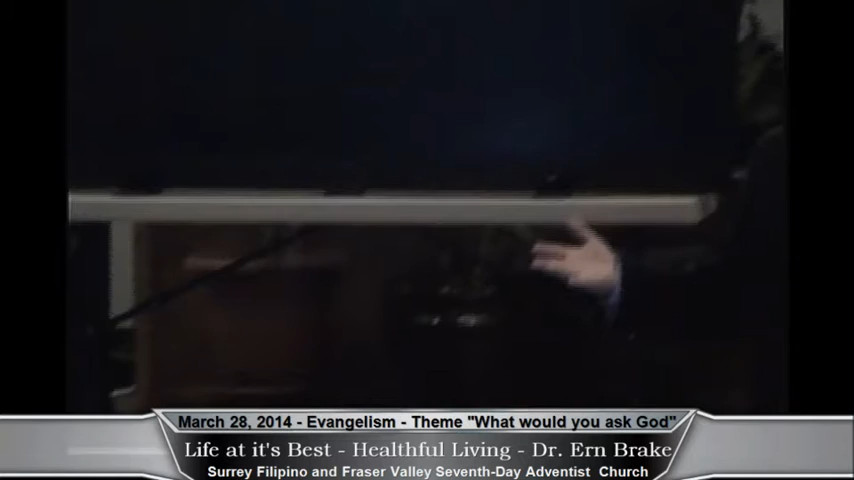 March 28, 2014 - Evangelism - Theme "What would you ask God"
Life at it's Best - Healthful Living - Dr. Ern Brake
Surrey Filipino and Fraser Valley Seventh-Day Adventist Church